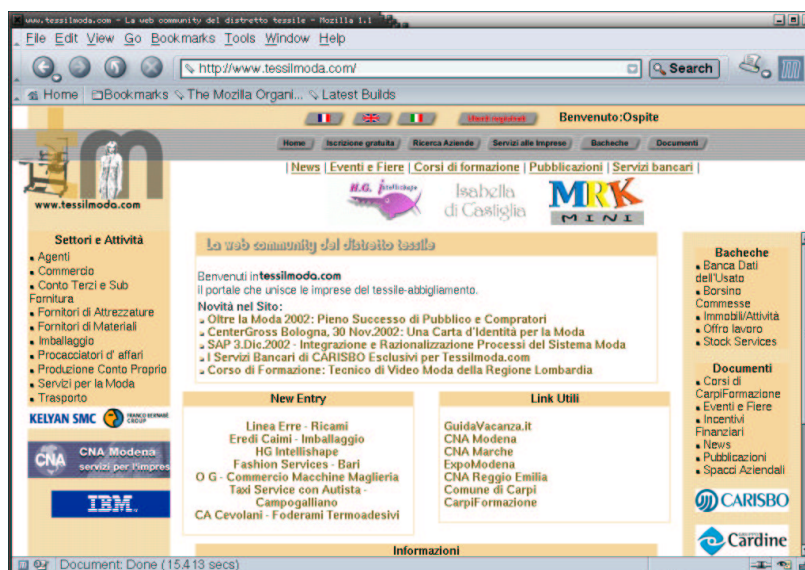 www.tessilmoda.com - La web community del distretto tessile - Mozilla 1.1
File Edit View Go Bookmarks Tools Window Help
http://www.tessilmoda.com/
Search
Home Bookmarks The Mozilla Organi... Latest Builds
Utenti registrati Benvenuto:Ospite
Home Iscrizione gratuita Ricerca Aziende Servizi alle Imprese Bacheche Documenti
| News | Eventi e Fiere | Corsi di formazione | Pubblicazioni | Servizi bancari |
tm
www.tessilmoda.com
H.G. Intellishape
Isabella
di Castiglia
MRK
MINI
Settori e Attività
Agenti
Commercio
Conto Terzi e Sub
Fornitura
Fornitori di Attrezzature
Fornitori di Materiali
Imballaggio
Procacciatori d' affari
Produzione Conto Proprio
Servizi per la Moda
Trasporto
KELYAN SMC
GROUP
CNA
CNA Modena
servizi per l'impres
IBM
La web community del distretto tessile
Benvenuti in tessilmoda.com
il portale che unisce le imprese del tessile-abbigliamento.
Novità nel Sito:
Oltre la Moda 2002: Pieno Successo di Pubblico e Compratori
CenterGross Bologna, 30 Nov.2002: Una Carta d'Identità per la Moda
SAP 3.Dic.2002 - Integrazione e Razionalizzazione Processi del Sistema Moda
I Servizi Bancari di CARISBO Esclusivi per Tessilmoda.com
Corso di Formazione: Tecnico di Video Moda della Regione Lombardia
New Entry
Linea Erre - Ricami
Eredi Caimi - Imballaggio
HG Intellishape
Fashion Services - Bari
O G - Commercio Macchine Maglieria
Taxi Service con Autista -
Campogalliano
CA Cevolani - Foderami Termoadesivi
Link Utili
GuidaVacanza.it
CNA Modena
CNA Marche
ExpoModena
CNA Reggio Emilia
Comune di Carpi
CarpiFormazione
Informazioni
Bacheche
Banca Dati
dell'Usato
Borsino
Commesse
Immobili/Attività
Offro lavoro
Stock Services
Documenti
Corsi di
CarpiFormazione
Eventi e Fiere
Incentivi
Finanziari
News
Pubblicazioni
Spacci Aziendali
CARISBO
Cardine
Document: Done (15.413 secs)